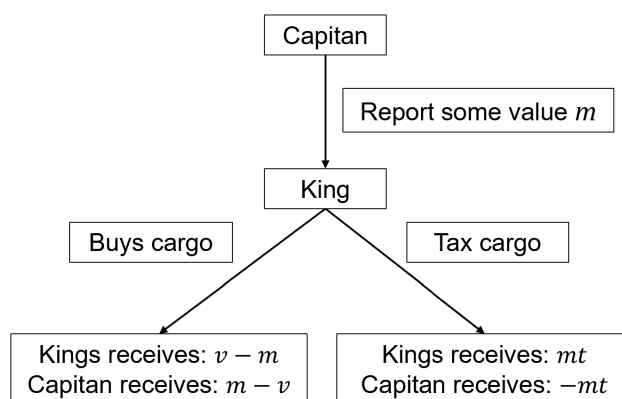 Capitan
Report some value m
King
Buys cargo
Tax cargo
Kings receives: v − m
Capitan receives: m − v
Kings receives: mt
Capitan receives: −mt